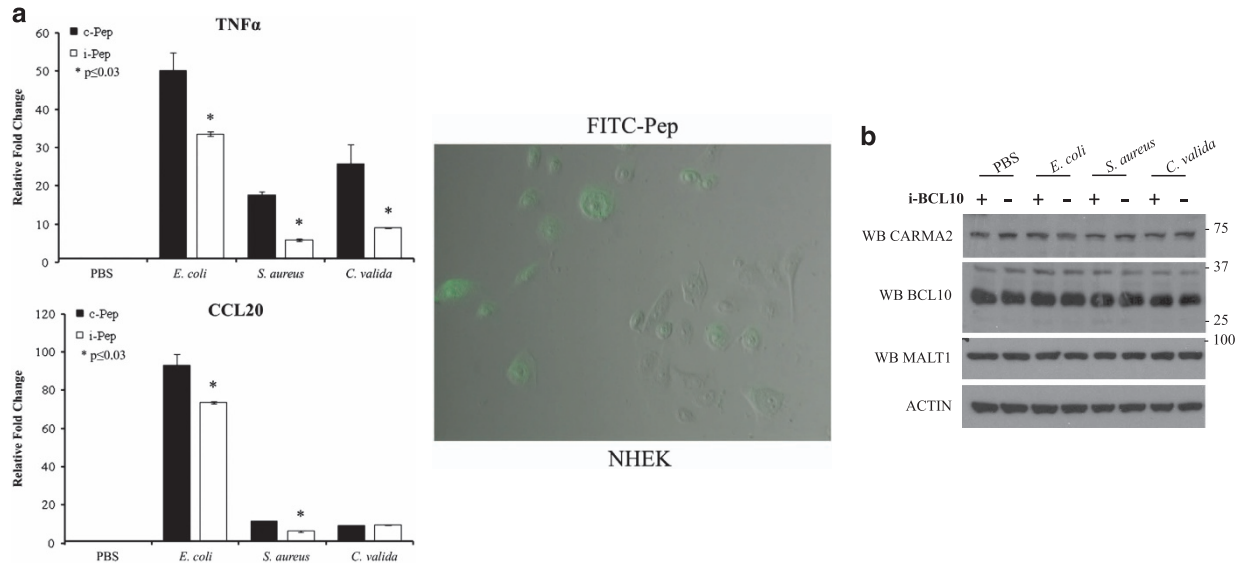 a
TNFα
c-Pep
i-Pep
* p≤0.03
Relative Fold Change
60
50
40
30
20
10
0
*
*
*
PBS
E. coli
S. aureus
C. valida
CCL20
c-Pep
i-Pep
* p≤0.03
Relative Fold Change
120
100
80
60
40
20
0
*
*
PBS
E. coli
S. aureus
C. valida
FITC-Pep
NHEK
b
PBS E. coli S. aureus C. valida
i-BCL10 + - + - + - + -
WB CARMA2 - 75
- 37
WB BCL10
- 25
- 100
WB MALT1
ACTIN